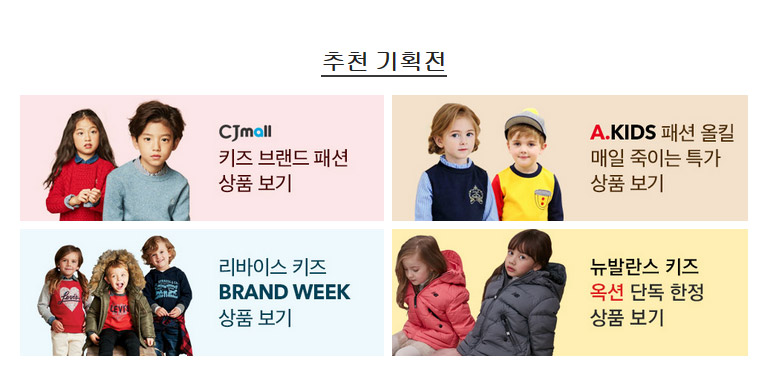 추천 기획전
CJmall
키즈 브랜드 패션
상품 보기
A.KIDS 패션 올킬
매일 죽이는 특가
상품 보기
리바이스 키즈
BRAND WEEK
상품 보기
뉴발란스 키즈
옥션 단독 한정
상품 보기
Levi's
LEVI'S